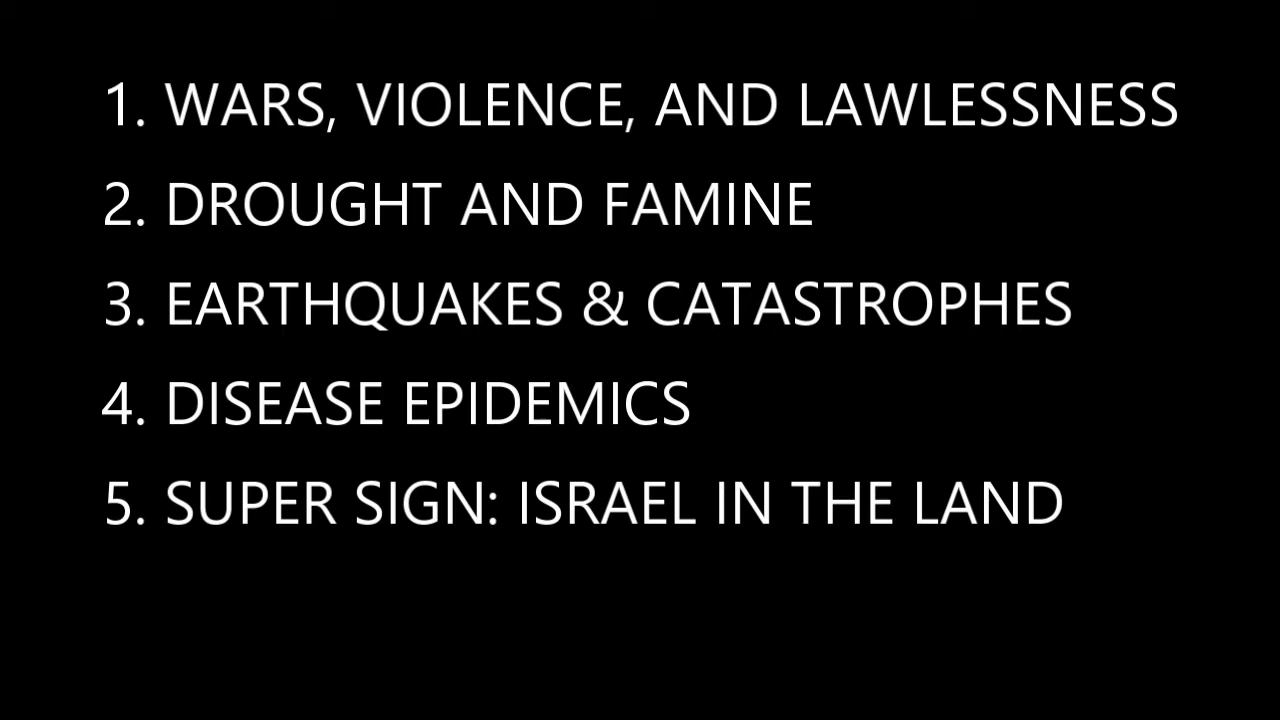 1. WARS, VIOLENCE, AND LAWLESSNESS
2. DROUGHT AND FAMINE
3. EARTHQUAKES & CATASTROPHES
4. DISEASE EPIDEMICS
5. SUPER SIGN: ISRAEL IN THE LAND